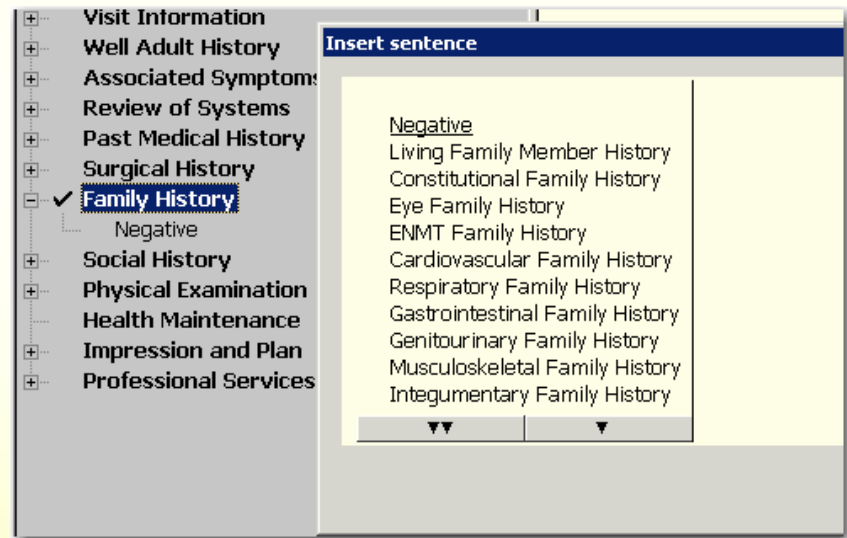 Visit Information
Well Adult History
Associated Symptoms
Review of Systems
Past Medical History
Surgical History
Family History
Negative
Social History
Physical Examination
Health Maintenance
Impression and Plan
Professional Services
Insert sentence
Negative
Living Family Member History
Constitutional Family History
Eye Family History
ENMT Family History
Cardiovascular Family History
Respiratory Family History
Gastrointestinal Family History
Genitourinary Family History
Musculoskeletal Family History
Integumentary Family History